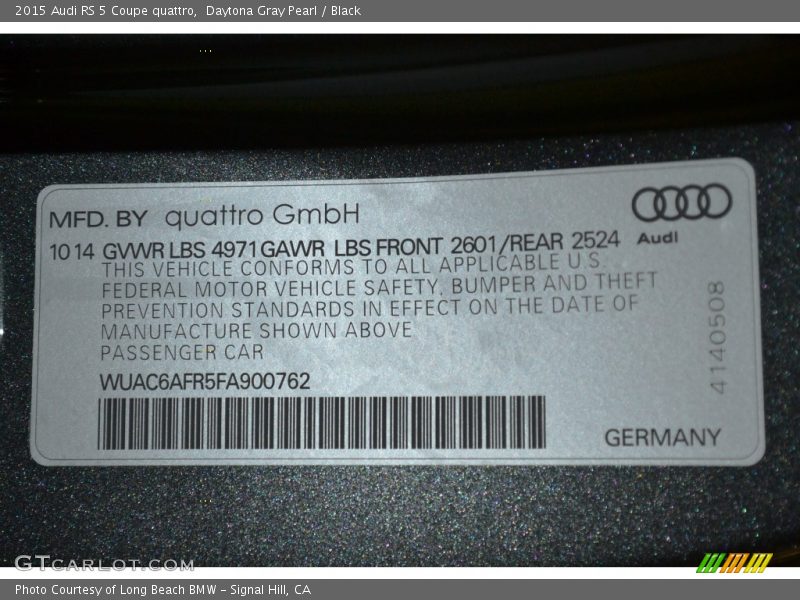 2015 Audi RS 5 Coupe quattro,  Daytona Gray Pearl / Black
MFD. BY quattro GmbH
Audi
10 14 GVWR LBS 4971 GAWR LBS FRONT 2601/REAR 2524
THIS VEHICLE CONFORMS TO ALL APPLICABLE U.S.
FEDERAL MOTOR VEHICLE SAFETY, BUMPER AND THEFT
PREVENTION STANDARDS IN EFFECT ON THE DATE OF
MANUFACTURE SHOWN ABOVE
PASSENGER CAR
WUAC6AFR5FA900762
4140508
GERMANY
GTCARLOT.COM
Photo Courtesy of Long Beach BMW - Signal Hill, CA